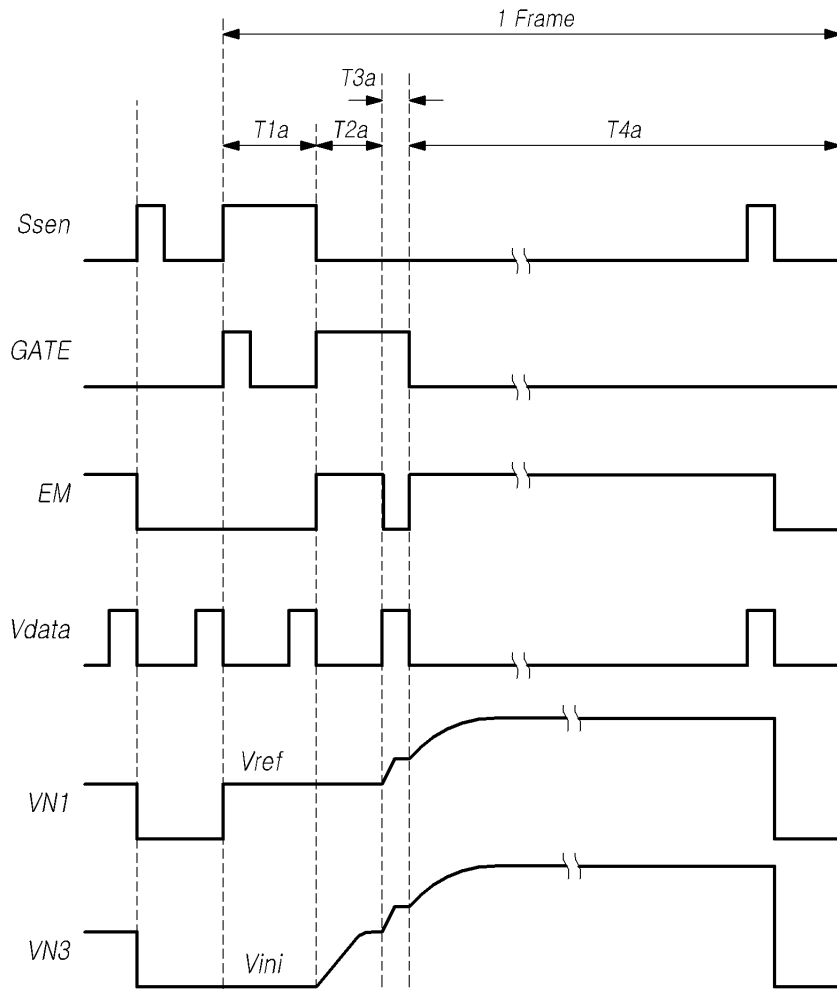 1 Frame
T3a
T1a
T2a
T4a
Ssen
GATE
EM
Vdata
Vref
VN1
VN3
Vini